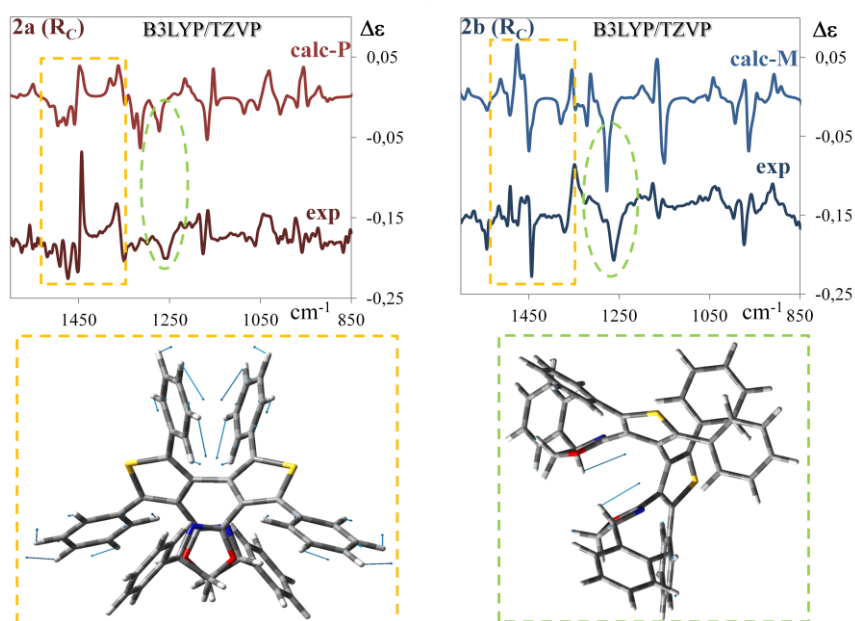 2a (R_C) B3LYP/TZVP Δε
calc-P 0,05
-0,05
exp -0,15
cm⁻¹ -0,25
1450 1250 1050 850
2b (R_C) B3LYP/TZVP Δε
calc-M 0,05
-0,05
exp
-0,15
cm⁻¹ -0,25
1450 1250 1050 850